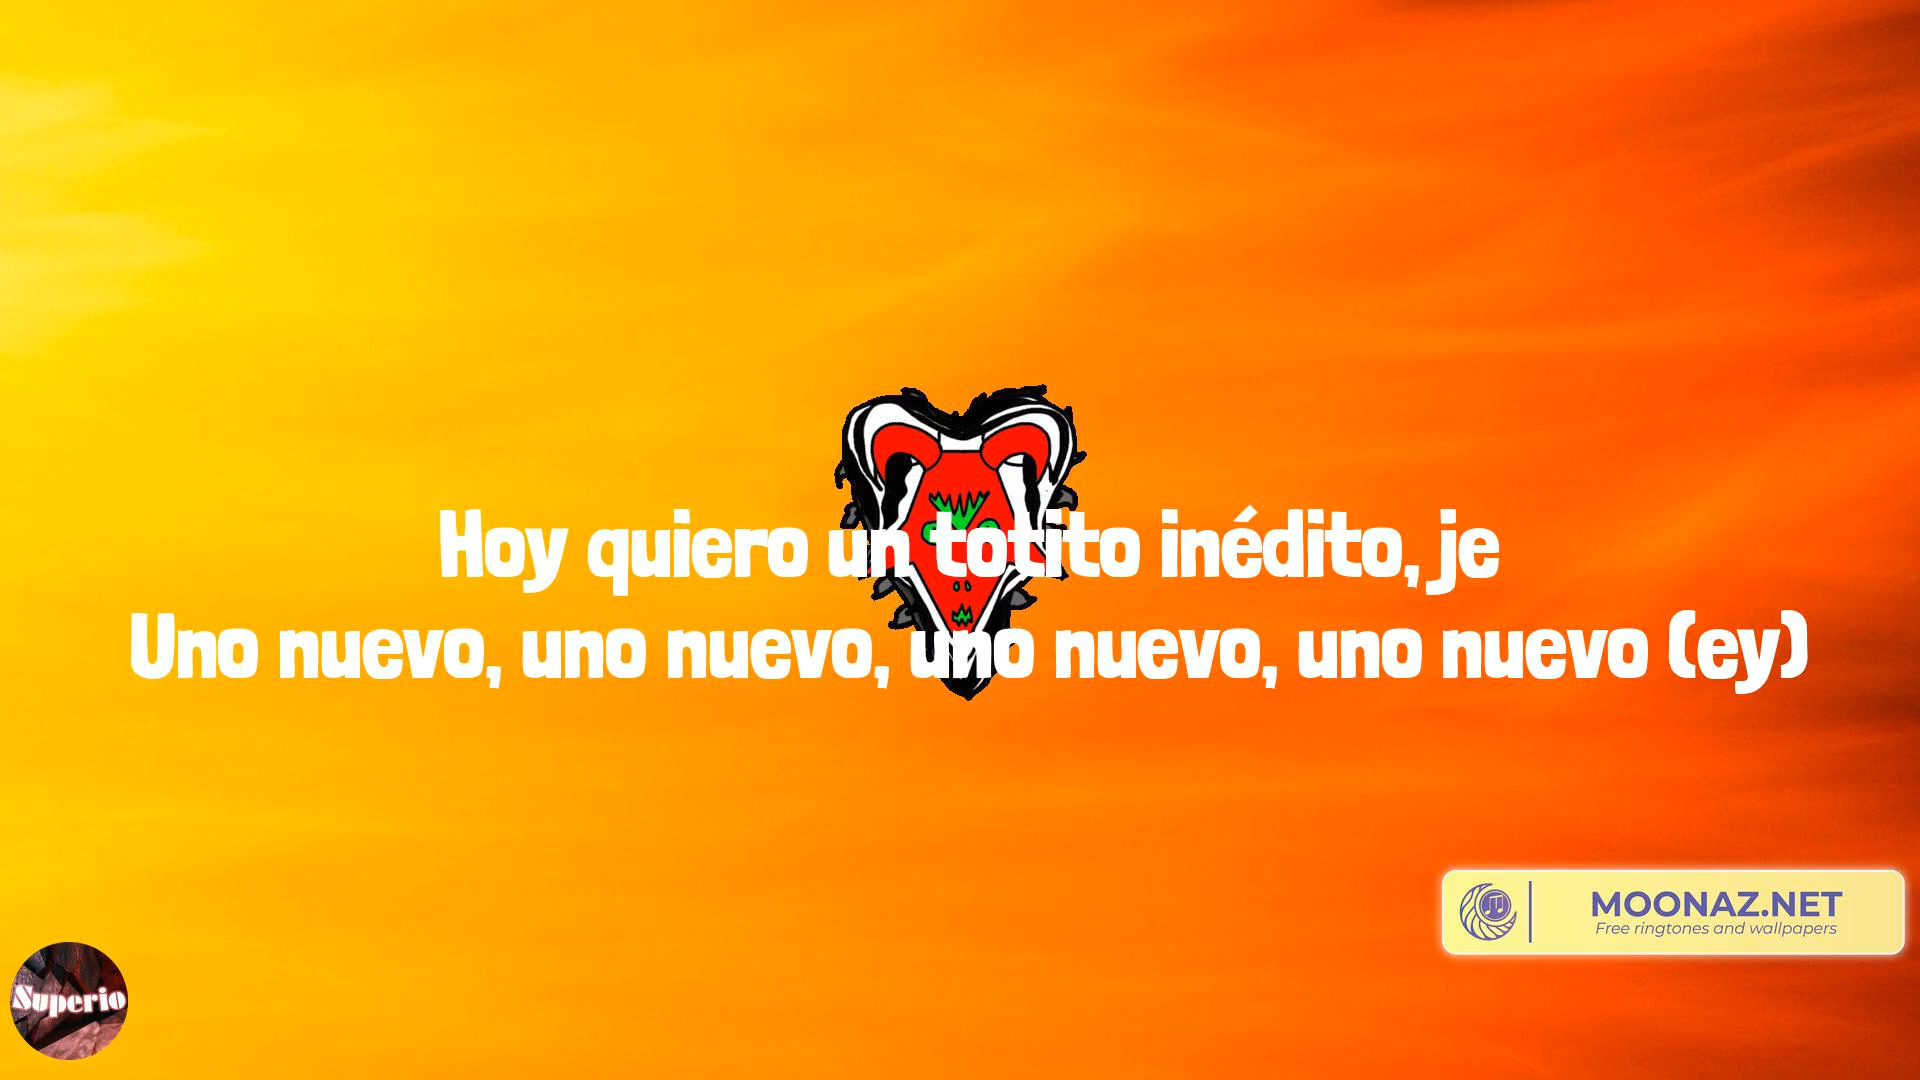 Hoy quiero un totito inédito, je
Uno nuevo, uno nuevo, uno nuevo, uno nuevo (ey)
MOONAZ.NET
Free ringtones and wallpapers
Superio